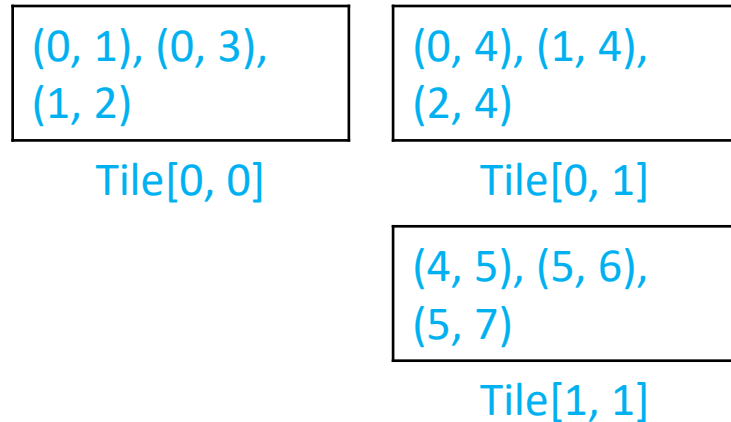 (0, 1), (0, 3),
(1, 2)
Tile[0, 0]
(0, 4), (1, 4),
(2, 4)
Tile[0, 1]
(4, 5), (5, 6),
(5, 7)
Tile[1, 1]